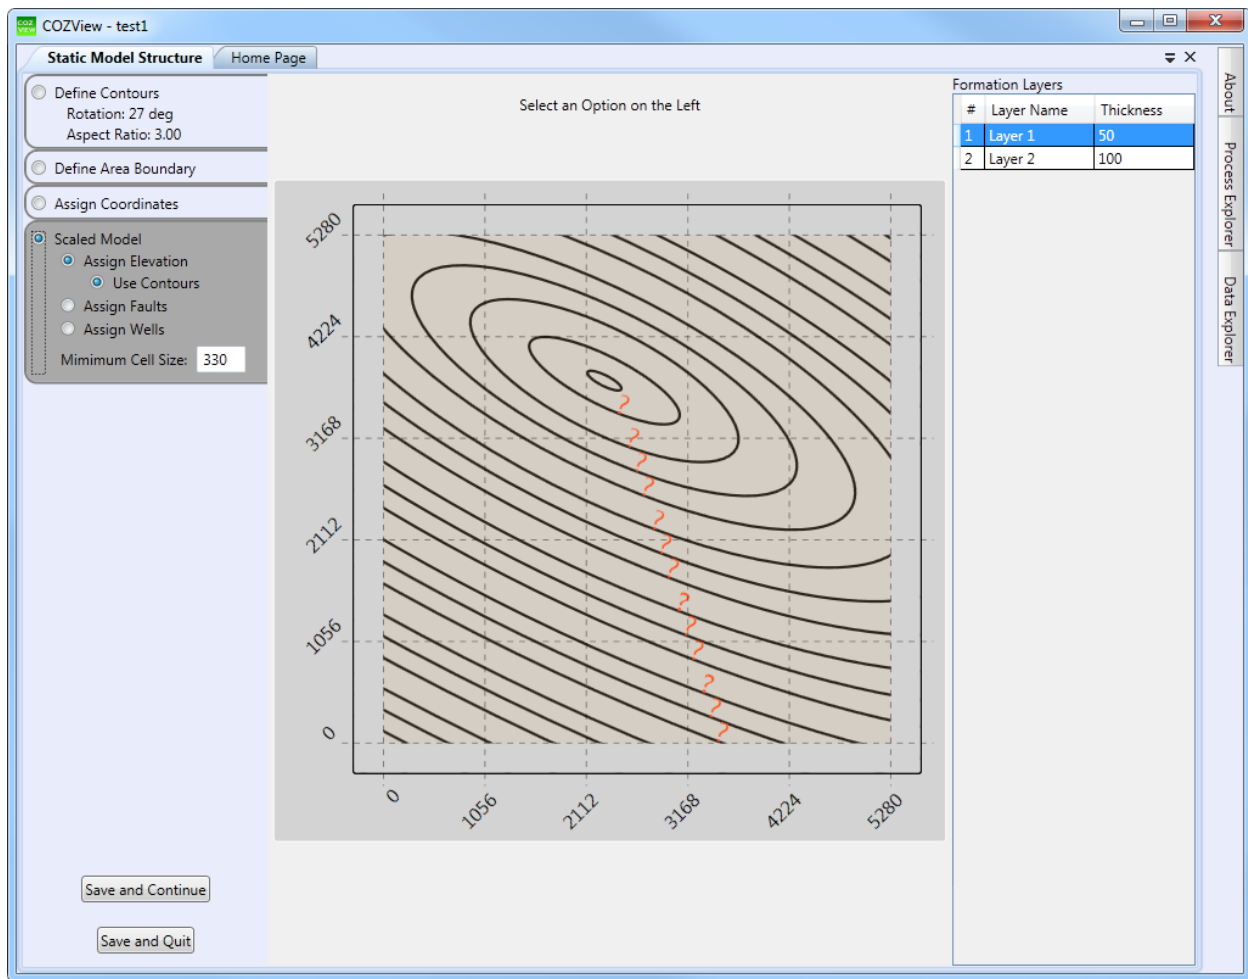 COZ VIEW COZView - test1
Static Model Structure Home Page
Define Contours
Rotation: 27 deg
Aspect Ratio: 3.00
Define Area Boundary
Assign Coordinates
Scaled Model
Assign Elevation
Use Contours
Assign Faults
Assign Wells
Mimimum Cell Size: 330
Save and Continue
Save and Quit
Select an Option on the Left
5280
4224
3168
2112
1056
0
0 1056 2112 3168 4224 5280
?
?
?
?
?
?
?
?
?
?
?
?
?
Formation Layers
# Layer Name Thickness
1 Layer 1 50
2 Layer 2 100
About
Process Explorer
Data Explorer